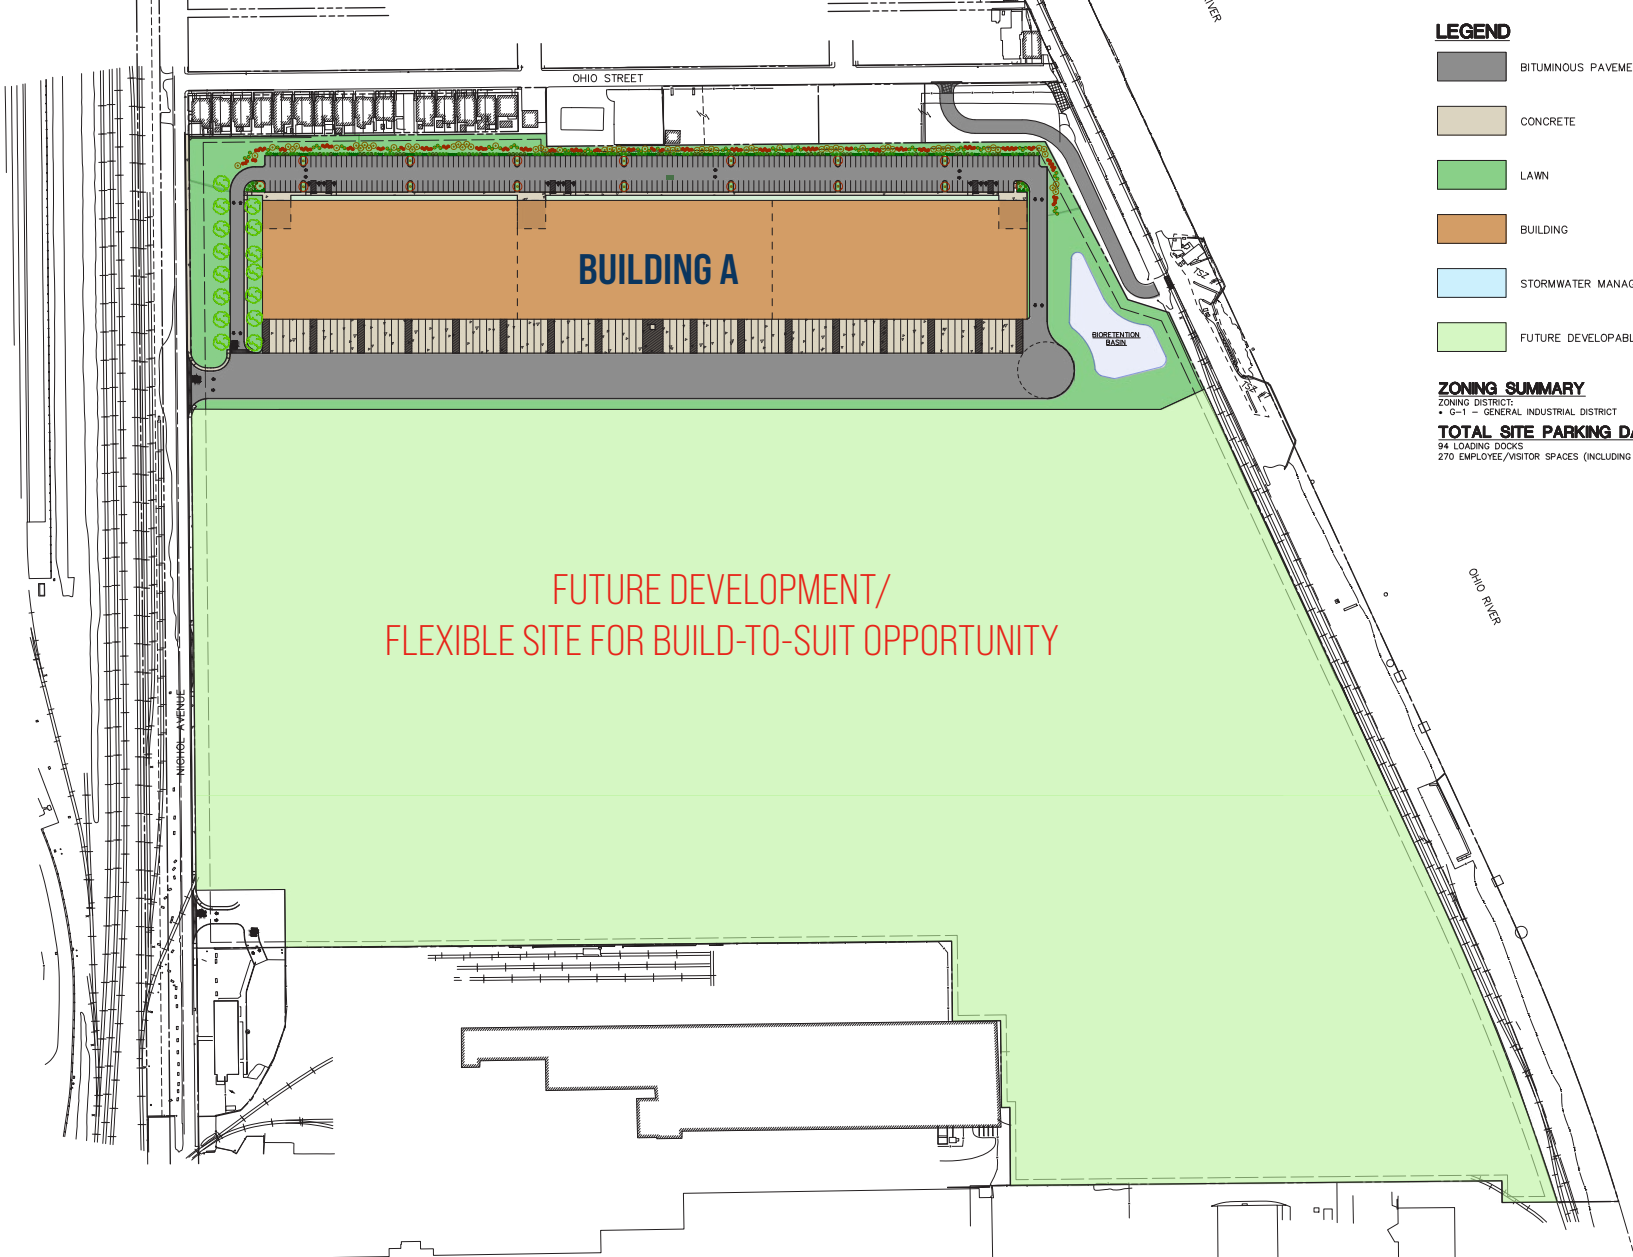 RIVER
LEGEND
BITUMINOUS PAVEME
CONCRETE
LAWN
BUILDING
STORMWATER MANAG
FUTURE DEVELOPABL
ZONING SUMMARY
ZONING DISTRICT:
• G-1 - GENERAL INDUSTRIAL DISTRICT
TOTAL SITE PARKING DA
94 LOADING DOCKS
270 EMPLOYEE/VISITOR SPACES (INCLUDING
OHIO STREET
BUILDING A
BIORETENTION
BASIN
FUTURE DEVELOPMENT/
FLEXIBLE SITE FOR BUILD-TO-SUIT OPPORTUNITY
NICHOL AVENUE
OHIO RIVER